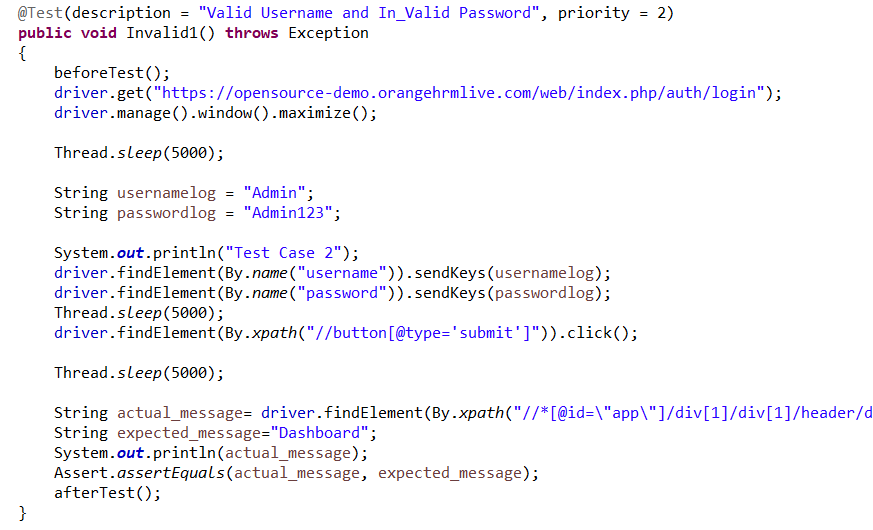 @Test(description = "Valid Username and In_Valid Password", priority = 2)
public void Invalid1() throws Exception
{
    beforeTest();
    driver.get("https://opensource-demo.orangehrmlive.com/web/index.php/auth/login");
    driver.manage().window().maximize();

    Thread.sleep(5000);

    String usernamelog = "Admin";
    String passwordlog = "Admin123";

    System.out.println("Test Case 2");
    driver.findElement(By.name("username")).sendKeys(usernamelog);
    driver.findElement(By.name("password")).sendKeys(passwordlog);
    Thread.sleep(5000);
    driver.findElement(By.xpath("//button[@type='submit']")).click();

    Thread.sleep(5000);

    String actual_message= driver.findElement(By.xpath("//*[@id=\"app\"]/div[1]/div[1]/header/d
    String expected_message="Dashboard";
    System.out.println(actual_message);
    Assert.assertEquals(actual_message, expected_message);
    afterTest();
}